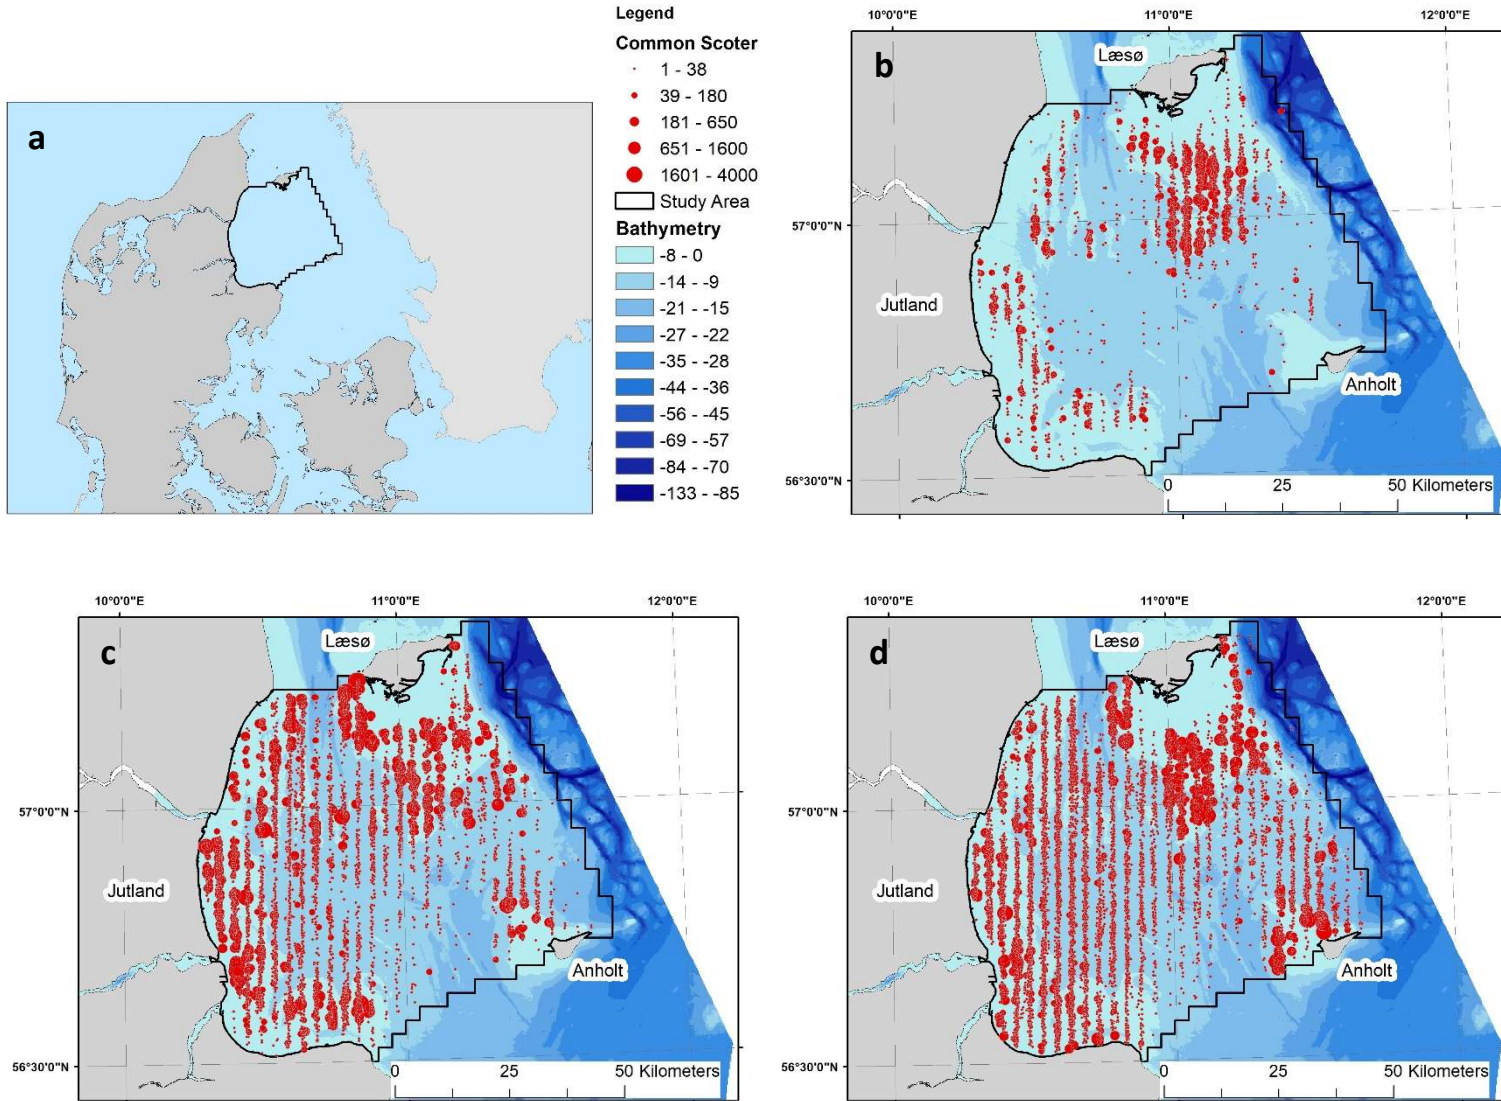 a
Legend
Common Scoter
1 - 38
39 - 180
181 - 650
651 - 1600
1601 - 4000
Study Area
Bathymetry
-8 - 0
-14 - -9
-21 - -15
-27 - -22
-35 - -28
-44 - -36
-56 - -45
-69 - -57
-84 - -70
-133 - -85
10°0'0"E 11°0'0"E 12°0'0"E
b
Læsø
57°0'0"N
Jutland
Anholt
0 25 50 Kilometers
56°30'0"N
10°0'0"E 11°0'0"E 12°0'0"E
c
Læsø
57°0'0"N
Jutland
Anholt
56°30'0"N
0 25 50 Kilometers
10°0'0"E 11°0'0"E 12°0'0"E
d
Læsø
57°0'0"N
Jutland
Anholt
56°30'0"N
0 25 50 Kilometers